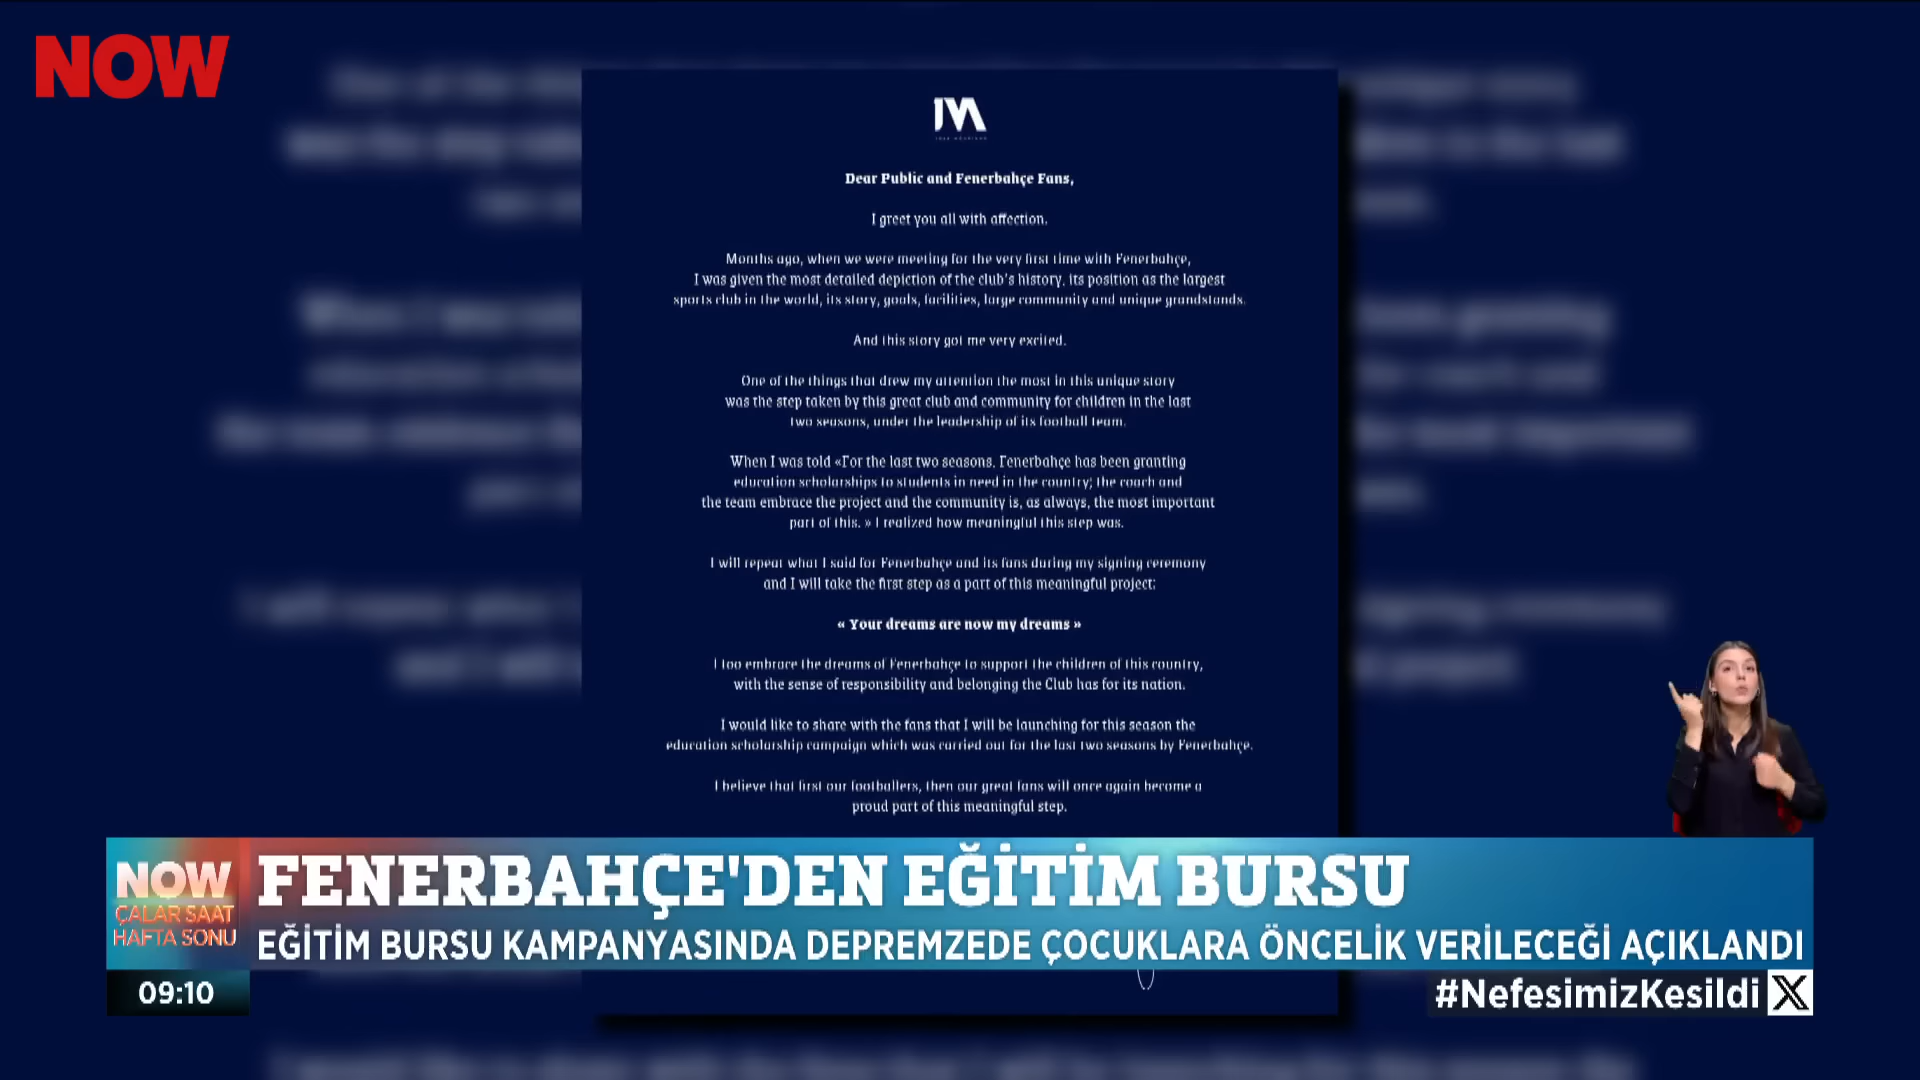 NOW
JM
Dear Public and Fenerbahçe Fans,
I greet you all with affection.
Months ago, when we were meeting for the very first time with Fenerbahçe,
I was given the most detailed depiction of the club's history, its position as the largest
sports club in the world, its story, goals, facilities, large community and unique grandstands.
And this story got me very excited.
One of the things that drew my attention the most in this unique story
was the step taken by this great club and community for children in the last
two seasons, under the leadership of its football team.
When I was told «For the last two seasons, Fenerbahçe has been granting
education scholarships to students in need in the country; the coach and
the team embrace the project and the community is, as always, the most important
part of this. » I realized how meaningful this step was.
I will repeat what I said for Fenerbahçe and its fans during my signing ceremony
and I will take the first step as a part of this meaningful project:
« Your dreams are now my dreams »
I too embrace the dreams of Fenerbahçe to support the children of this country,
with the sense of responsibility and belonging the Club has for its nation.
I would like to share with the fans that I will be launching for this season the
education scholarship campaign which was carried out for the last two seasons by Fenerbahçe.
I believe that first our footballers, then our great fans will once again become a
proud part of this meaningful step.
NOW
ÇALAR SAAT
HAFTA SONU
FENERBAHÇE'DEN EĞİTİM BURSU
EĞİTİM BURSU KAMPANYASINDA DEPREMZEDE ÇOCUKLARA ÖNCELİK VERİLECEĞİ AÇIKLANDI
09:10
#NefesimizKesildi X